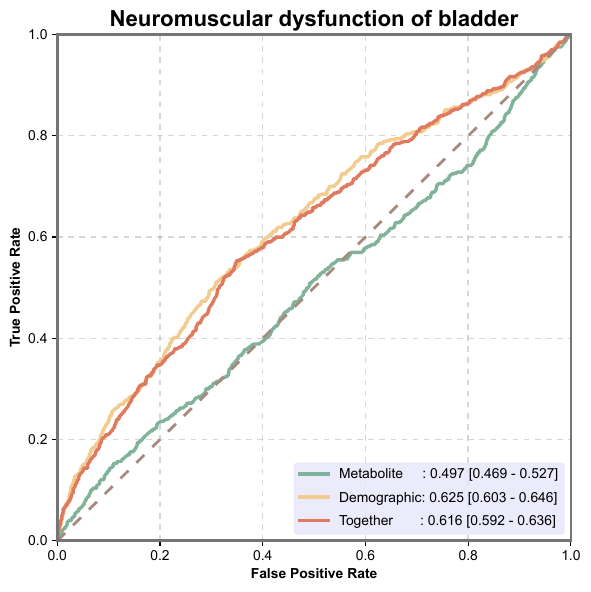 Neuromuscular dysfunction of bladder
1.0
0.8
0.6
0.4
0.2
0.0
True Positive Rate
Metabolite : 0.497 [0.469 - 0.527]
Demographic: 0.625 [0.603 - 0.646]
Together : 0.616 [0.592 - 0.636]
0.0 0.2 0.4 0.6 0.8 1.0
False Positive Rate